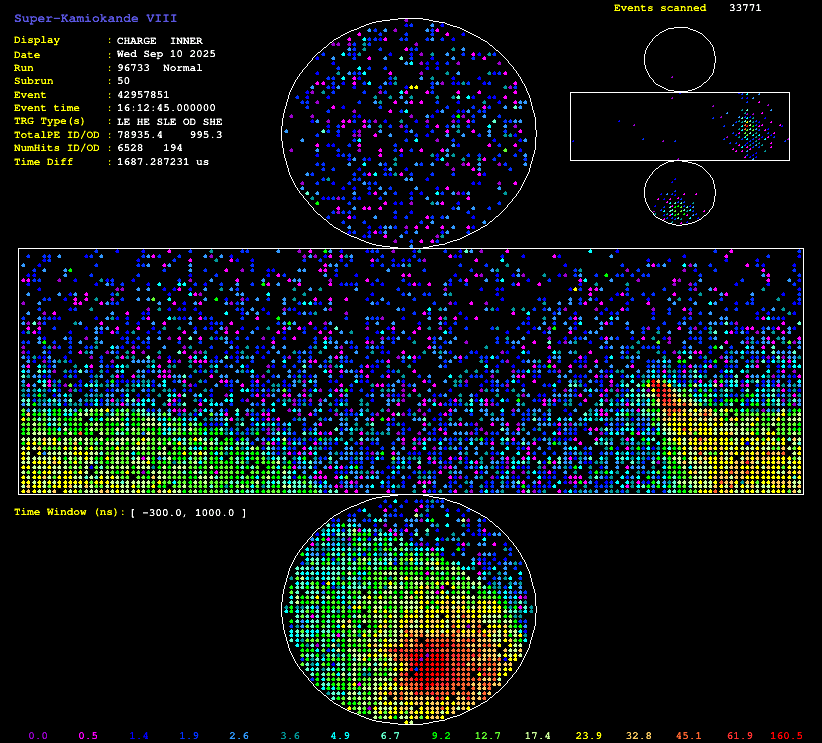 Super-Kamiokande VIII
Events scanned 33771
Display : CHARGE INNER
Date : Wed Sep 10 2025
Run : 96733 Normal
Subrun : 50
Event : 42957851
Event time : 16:12:45.000000
TRG Type(s) : LE HE SLE OD SHE
TotalPE ID/OD : 78935.4 995.3
NumHits ID/OD : 6528 194
Time Diff : 1687.287231 us
Time Window (ns): [ -300.0, 1000.0 ]
0.0 0.5 1.4 1.9 2.6 3.6 4.9 6.7 9.2 12.7 17.4 23.9 32.8 45.1 61.9 160.5